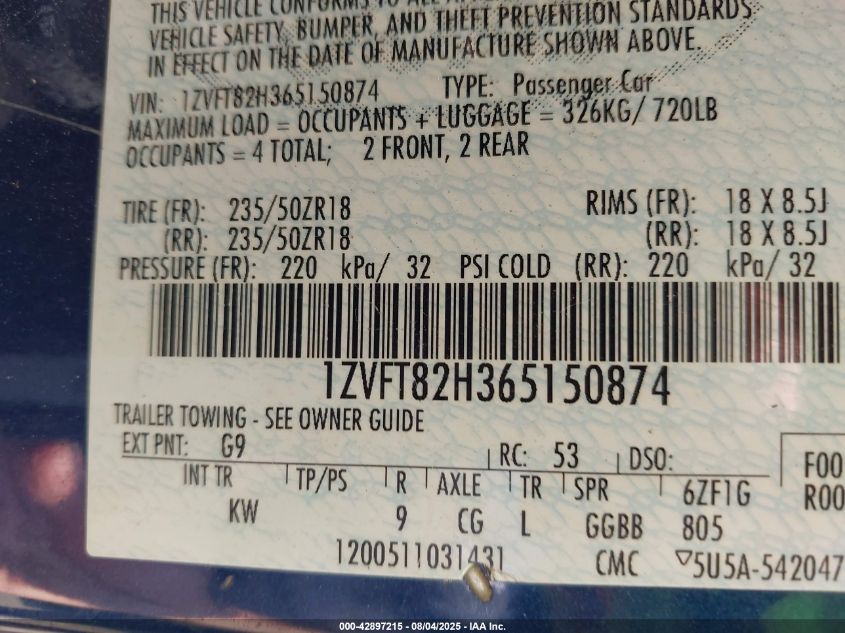 THIS VEHICLE CONFORMS TO ALL
VEHICLE SAFETY, BUMPER, AND THEFT PREVENTION STANDARDS
IN EFFECT ON THE DATE OF MANUFACTURE SHOWN ABOVE.
VIN: 1ZVFT82H365150874 TYPE: Passenger Car
MAXIMUM LOAD = OCCUPANTS + LUGGAGE = 326KG/ 720LB
OCCUPANTS = 4 TOTAL; 2 FRONT, 2 REAR
TIRE (FR): 235/50ZR18 RIMS (FR): 18 X 8.5J
(RR): 235/50ZR18 (RR): 18 X 8.5J
PRESSURE (FR): 220 kPa/ 32 PSI COLD (RR): 220 kPa/ 32
1ZVFT82H365150874
TRAILER TOWING - SEE OWNER GUIDE
EXT PNT: G9 RC: 53 DSO: F00
INT TR TP/PS R AXLE TR SPR 6ZF1G R00
KW 9 CG L GGBB 805
1200511031431 CMC 5U5A-542047
000-42897215 - 08/04/2025 - IAA Inc.